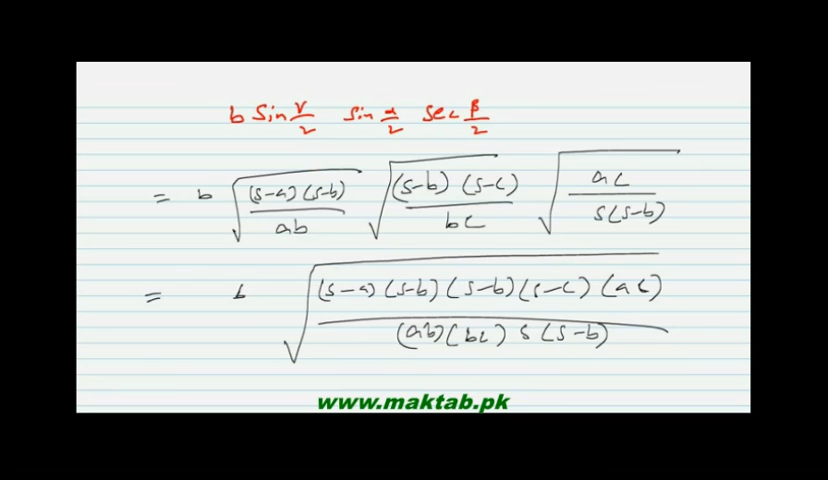 b sin γ/2 sin α/2 sec β/2
= b √((s-a)(s-b)/ab) √((s-b)(s-c)/bc) √(ac/s(s-b))
= b √((s-a)(s-b)(s-b)(s-c)(ac)/(ab)(bc) s(s-b))
www.maktab.pk